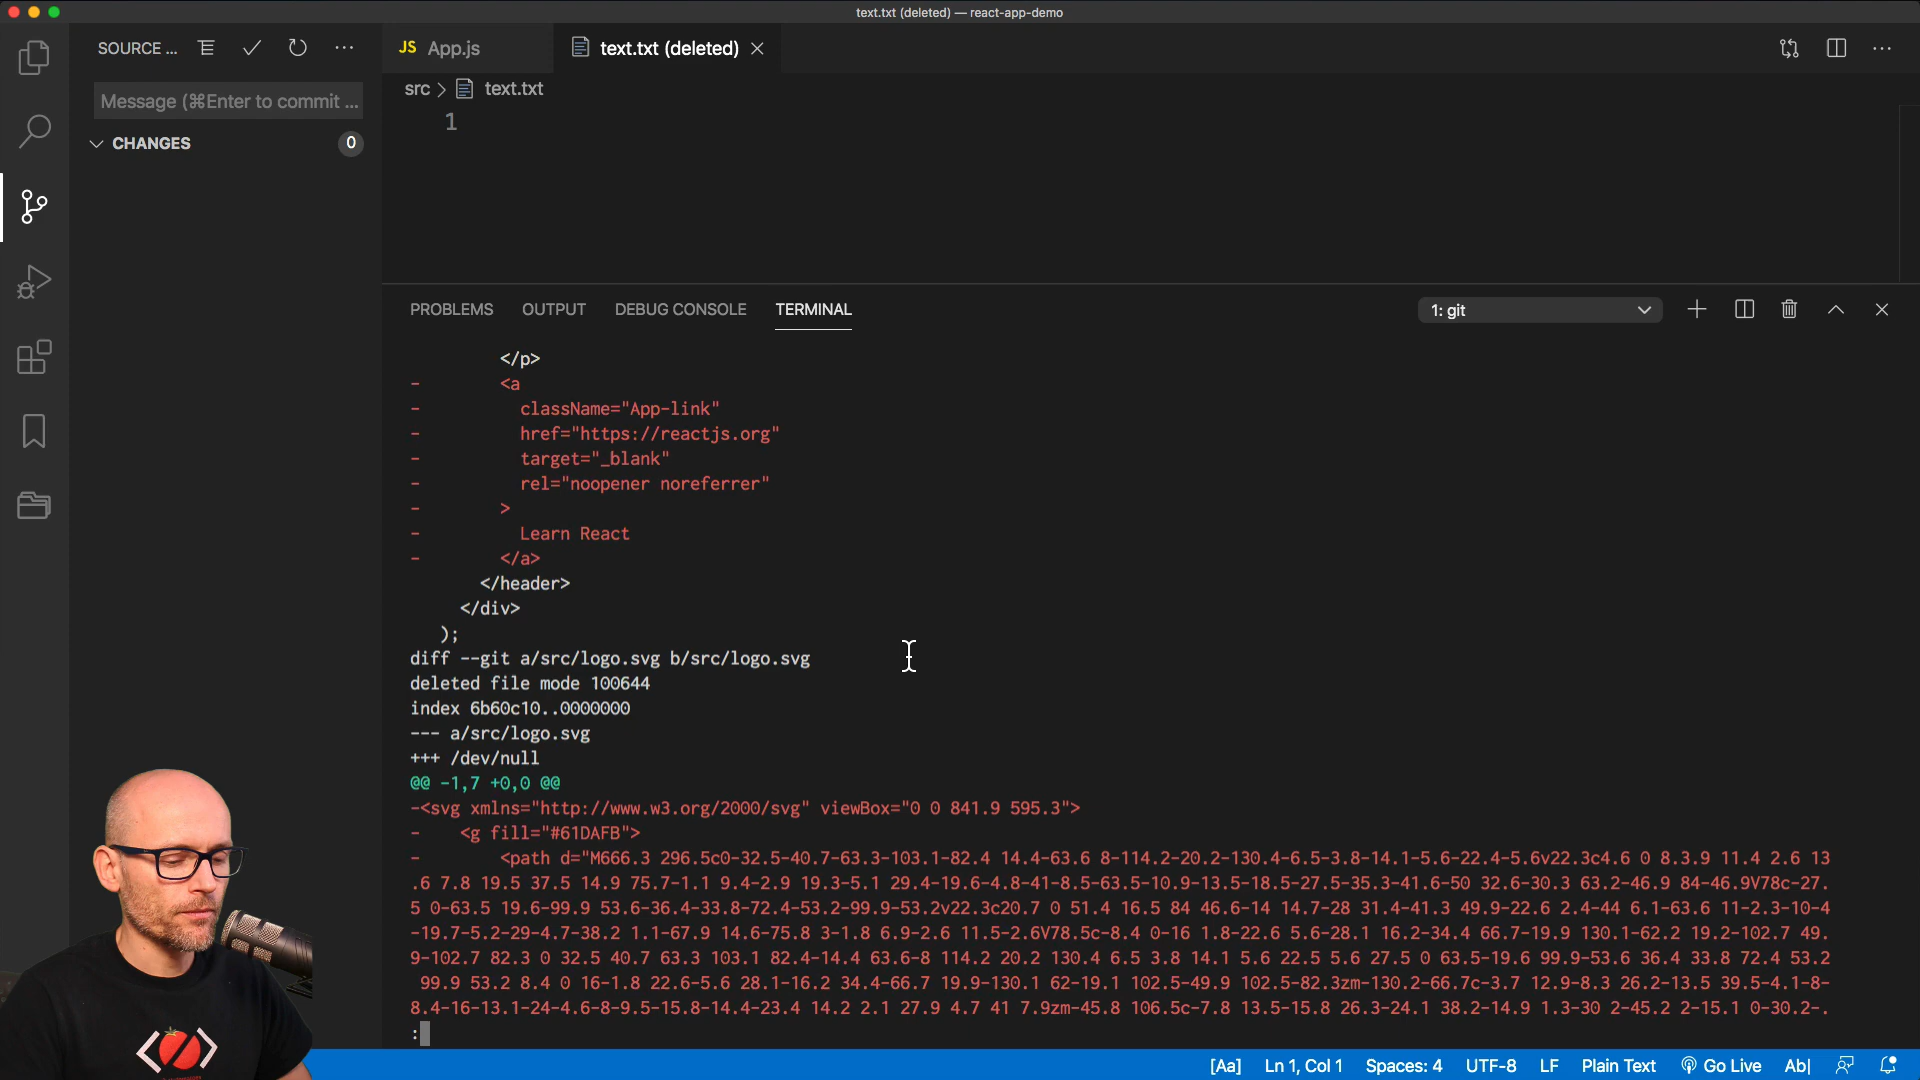 text.txt (deleted) — react-app-demo
SOURCE ...
JS App.js
text.txt (deleted)
Message (⌘Enter to commit ...
src > text.txt
1
CHANGES
0
PROBLEMS
OUTPUT
DEBUG CONSOLE
TERMINAL
1: git
</p>
- <a
- className="App-link"
- href="https://reactjs.org"
- target="_blank"
- rel="noopener noreferrer"
- >
- Learn React
- </a>
</header>
</div>
);
diff --git a/src/logo.svg b/src/logo.svg
deleted file mode 100644
index 6b60c10..0000000
--- a/src/logo.svg
+++ /dev/null
@@ -1,7 +0,0 @@
-<svg xmlns="http://www.w3.org/2000/svg" viewBox="0 0 841.9 595.3">
- <g fill="#61DAFB">
- <path d="M666.3 296.5c0-32.5-40.7-63.3-103.1-82.4 14.4-63.6 8-114.2-20.2-130.4-6.5-3.8-14.1-5.6-22.4-5.6v22.3c4.6 0 8.3.9 11.4 2.6 13
.6 7.8 19.5 37.5 14.9 75.7-1.1 9.4-2.9 19.3-5.1 29.4-19.6-4.8-41-8.5-63.5-10.9-13.5-18.5-27.5-35.3-41.6-50 32.6-30.3 63.2-46.9 84-46.9V78c-27.
5 0-63.5 19.6-99.9 53.6-36.4-33.8-72.4-53.2-99.9-53.2v22.3c20.7 0 51.4 16.5 84 46.6-14 14.7-28 31.4-41.3 49.9-22.6 2.4-44 6.1-63.6 11-2.3-10-4
-19.7-5.2-29-4.7-38.2 1.1-67.9 14.6-75.8 3-1.8 6.9-2.6 11.5-2.6V78.5c-8.4 0-16 1.8-22.6 5.6-28.1 16.2-34.4 66.7-19.9 130.1-62.2 19.2-102.7 49.
9-102.7 82.3 0 32.5 40.7 63.3 103.1 82.4-14.4 63.6-8 114.2 20.2 130.4 6.5 3.8 14.1 5.6 22.5 5.6 27.5 0 63.5-19.6 99.9-53.6 36.4 33.8 72.4 53.2
99.9 53.2 8.4 0 16-1.8 22.6-5.6 28.1-16.2 34.4-66.7 19.9-130.1 62-19.1 102.5-49.9 102.5-82.3zm-130.2-66.7c-3.7 12.9-8.3 26.2-13.5 39.5-4.1-8-
8.4-16-13.1-24-4.6-8-9.5-15.8-14.4-23.4 14.2 2.1 27.9 4.7 41 7.9zm-45.8 106.5c-7.8 13.5-15.8 26.3-24.1 38.2-14.9 1.3-30 2-45.2 2-15.1 0-30.2-.
:
[Aa]
Ln 1, Col 1
Spaces: 4
UTF-8
LF
Plain Text
Go Live
Ab|